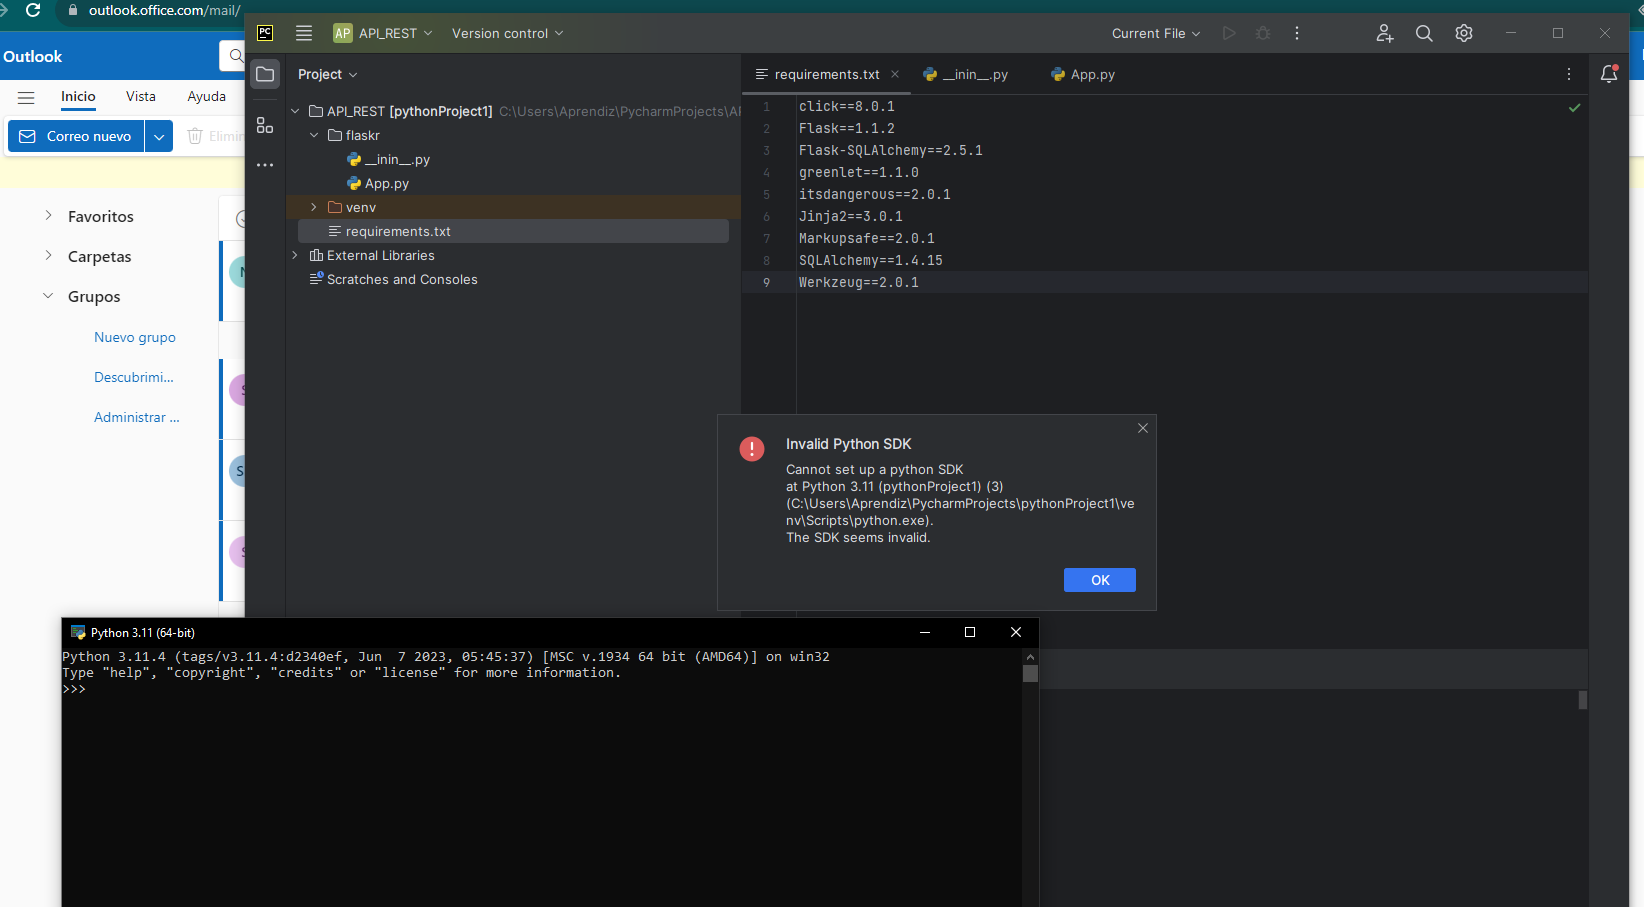 outlook.office.com/mail/
Outlook
Inicio
Vista
Ayuda
Correo nuevo
Elimin
Favoritos
Carpetas
Grupos
Nuevo grupo
Descubrimi...
Administrar ...
N
S
S
S
PC
AP API_REST
Version control
Current File
Project
API_REST [pythonProject1] C:\Users\Aprendiz\PycharmProjects\AP
flaskr
__inin__.py
App.py
venv
requirements.txt
External Libraries
Scratches and Consoles
requirements.txt
__inin__.py
App.py
1 click==8.0.1
2 Flask==1.1.2
3 Flask-SQLAlchemy==2.5.1
4 greenlet==1.1.0
5 itsdangerous==2.0.1
6 Jinja2==3.0.1
7 Markupsafe==2.0.1
8 SQLAlchemy==1.4.15
9 Werkzeug==2.0.1
Invalid Python SDK
Cannot set up a python SDK
at Python 3.11 (pythonProject1) (3)
(C:\Users\Aprendiz\PycharmProjects\pythonProject1\ve
nv\Scripts\python.exe).
The SDK seems invalid.
OK
Python 3.11 (64-bit)
Python 3.11.4 (tags/v3.11.4:d2340ef, Jun  7 2023, 05:45:37) [MSC v.1934 64 bit (AMD64)] on win32
Type "help", "copyright", "credits" or "license" for more information.
>>>